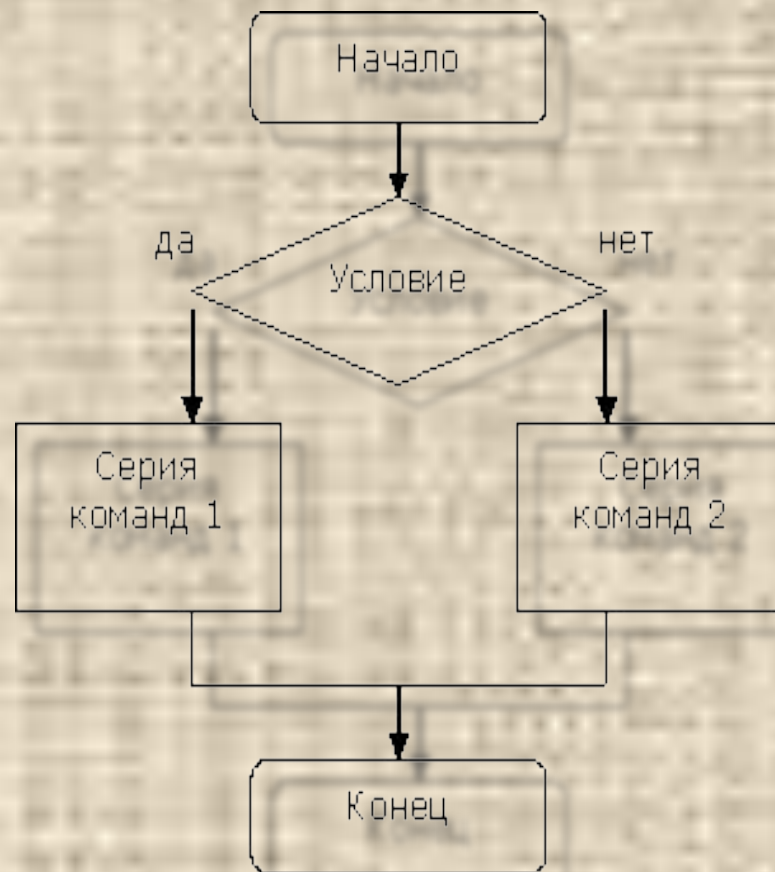 Начало
да
нет
Условие
Серия
команд 1
Серия
команд 2
Конец